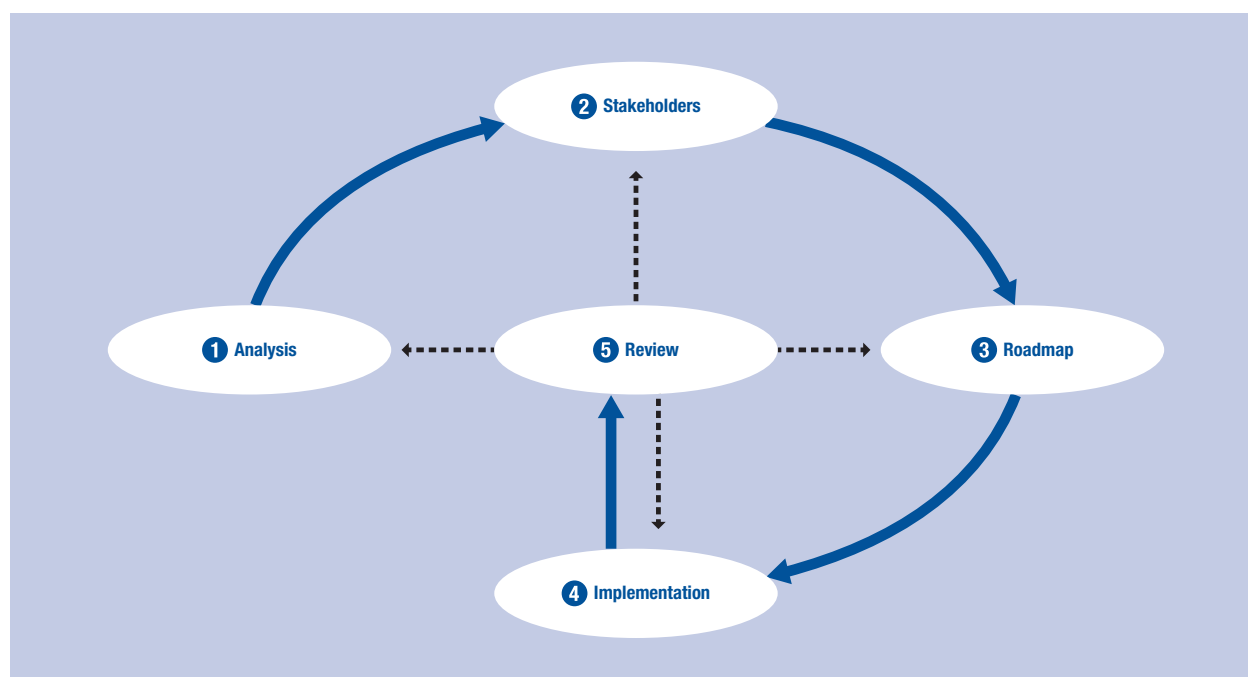 2 Stakeholders
1 Analysis
5 Review
3 Roadmap
4 Implementation